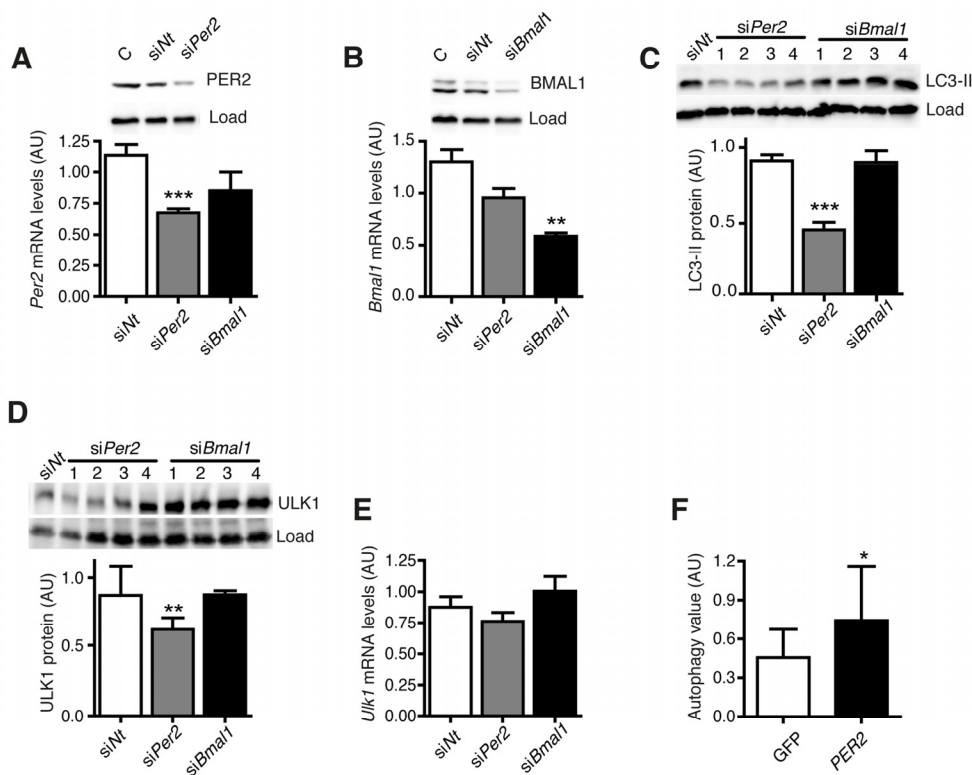 A
C siNt siPer2
PER2
Load
Per2 mRNA levels (AU)
1.25
1.00
0.75
0.50
0.25
0.00
***
siNt siPer2 siBmal1
B
C siNt siBmal1
BMAL1
Load
Bmal1 mRNA levels (AU)
1.5
1.0
0.5
0.0
**
siNt siPer2 siBmal1
C
siNt siPer2 siBmal1
1 2 3 4 1 2 3 4
LC3-II
Load
LC3-II protein (AU)
1.0
0.5
0.0
***
siNt siPer2 siBmal1
D
siNt siPer2 siBmal1
1 2 3 4 1 2 3 4
ULK1
Load
ULK1 protein (AU)
1.0
0.5
0.0
**
siNt siPer2 siBmal1
E
Ulk1 mRNA levels (AU)
1.25
1.00
0.75
0.50
0.25
0.00
siNt siPer2 siBmal1
F
Autophagy value (AU)
1.2
0.9
0.6
0.3
0.0
*
GFP PER2